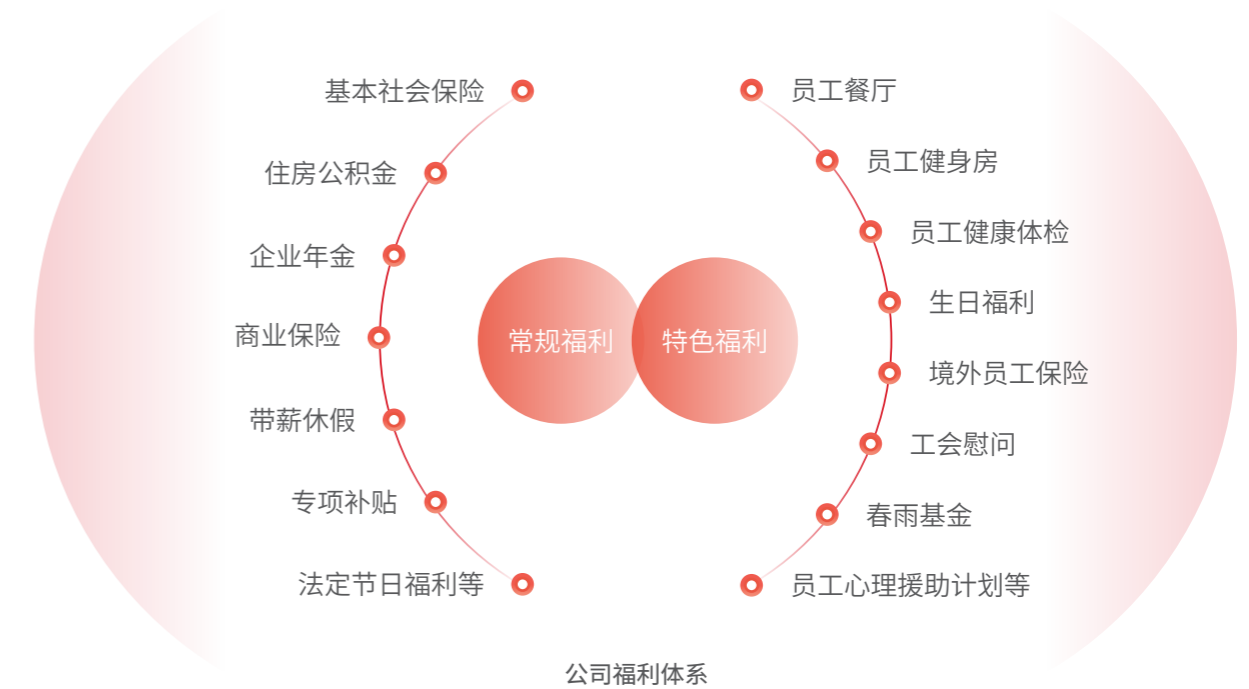 基本社会保险
住房公积金
企业年金
商业保险
带薪休假
专项补贴
法定节日福利等
常规福利
特色福利
员工餐厅
员工健身房
员工健康体检
生日福利
境外员工保险
工会慰问
春雨基金
员工心理援助计划等
公司福利体系